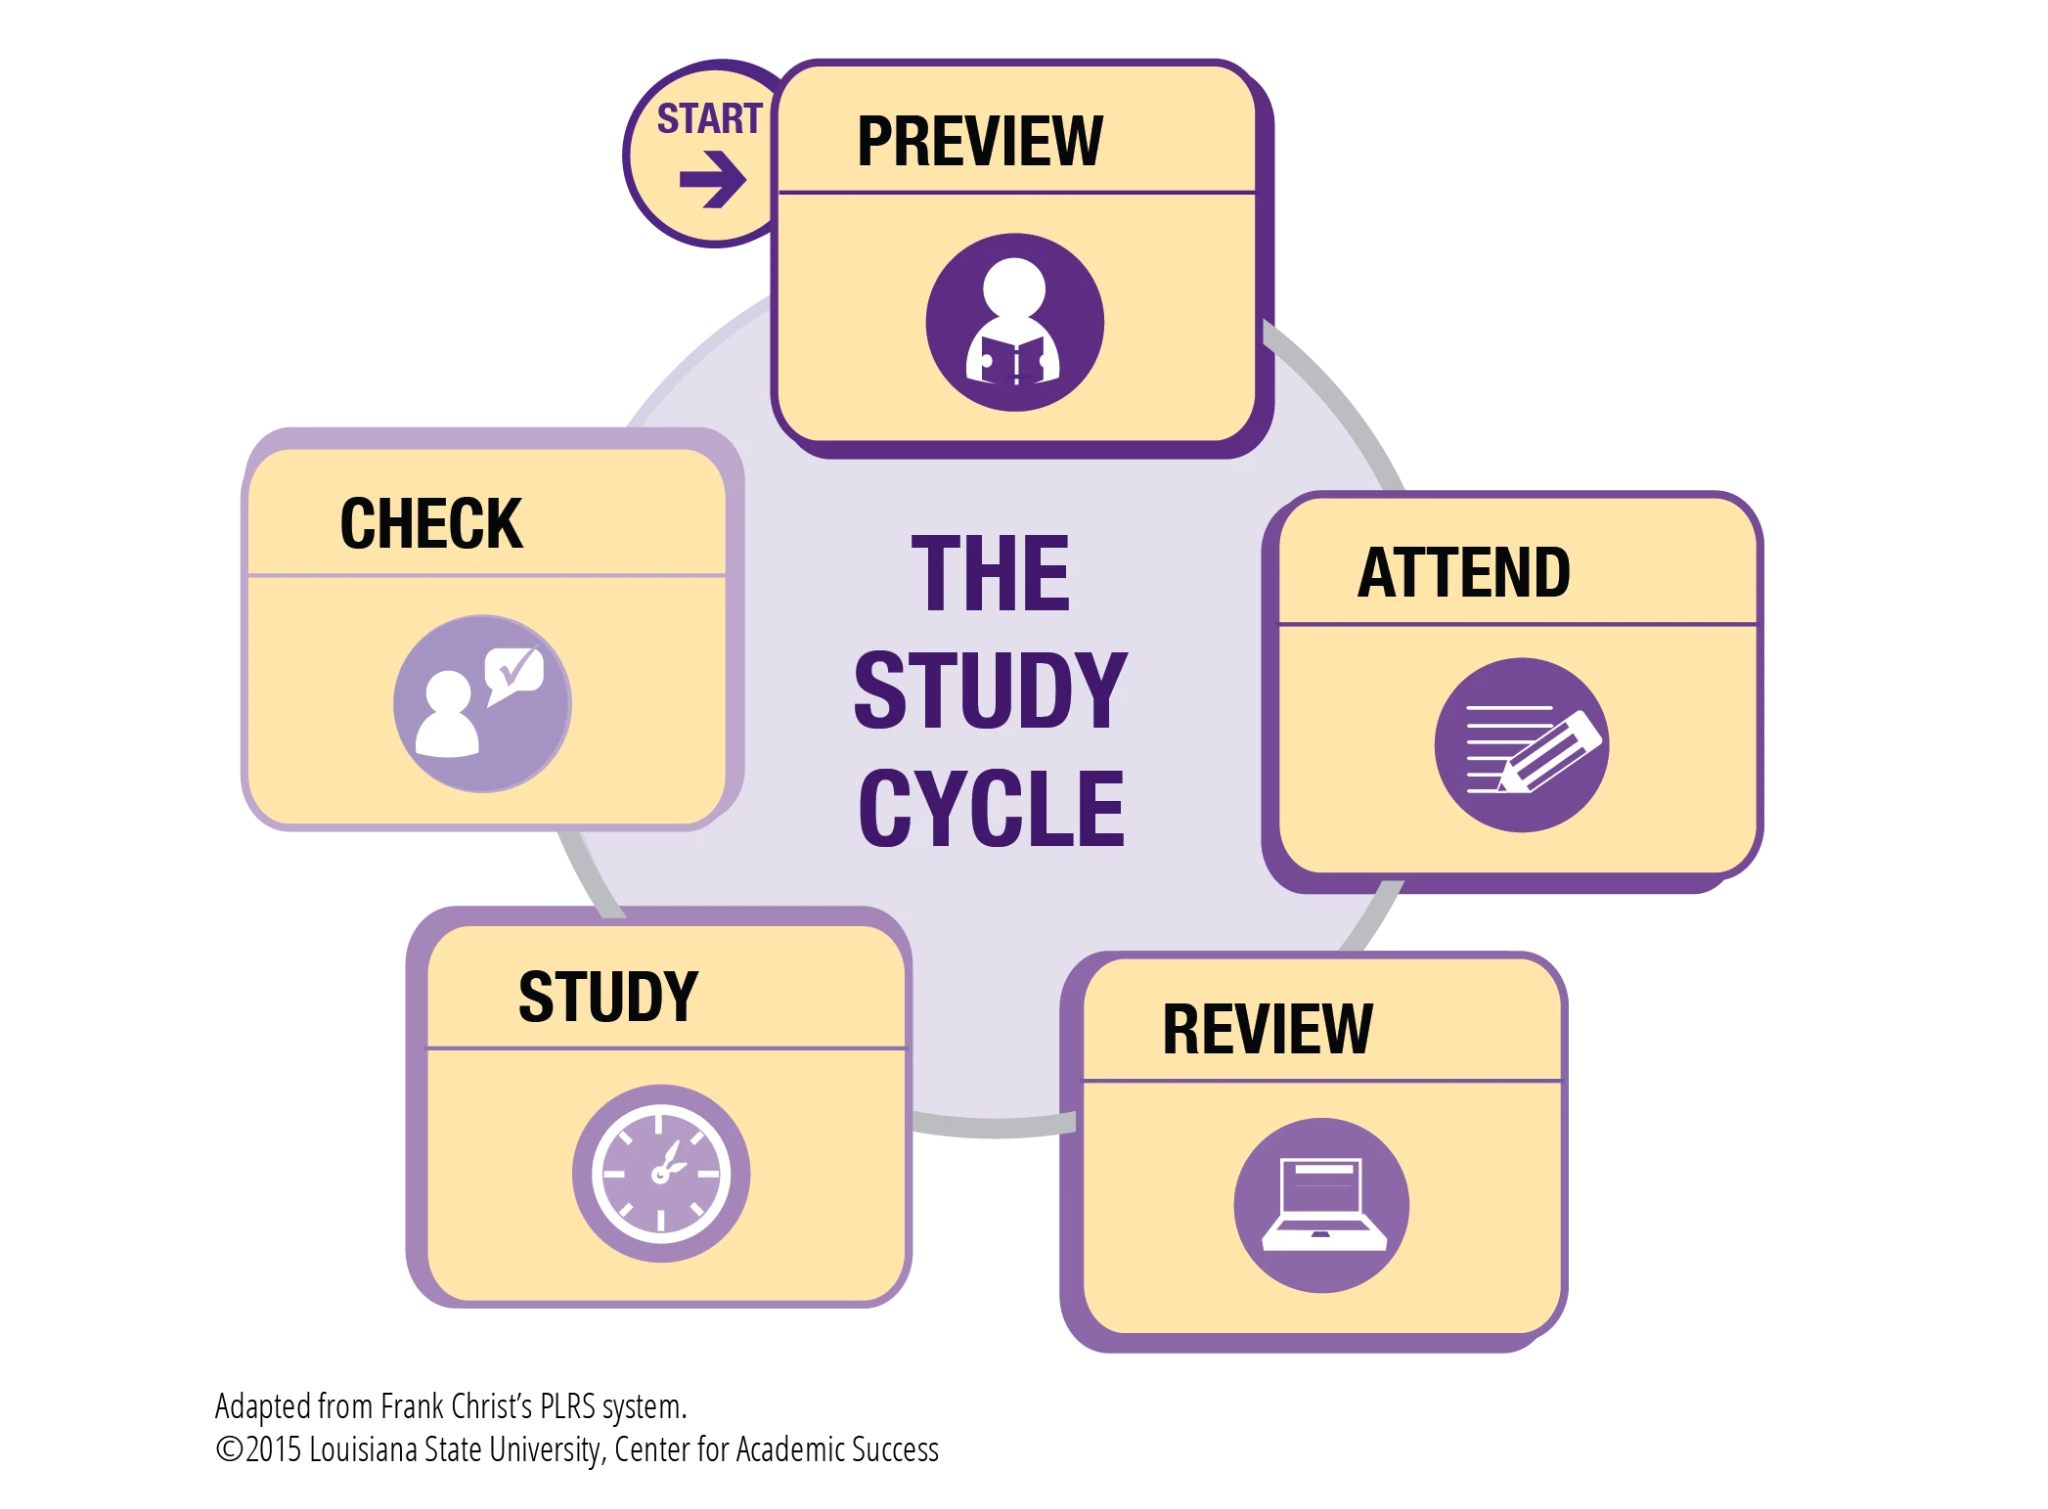 START
PREVIEW
ATTEND
REVIEW
STUDY
CHECK
THE
STUDY
CYCLE
Adapted from Frank Christ’s PLRS system.
©2015 Louisiana State University, Center for Academic Success